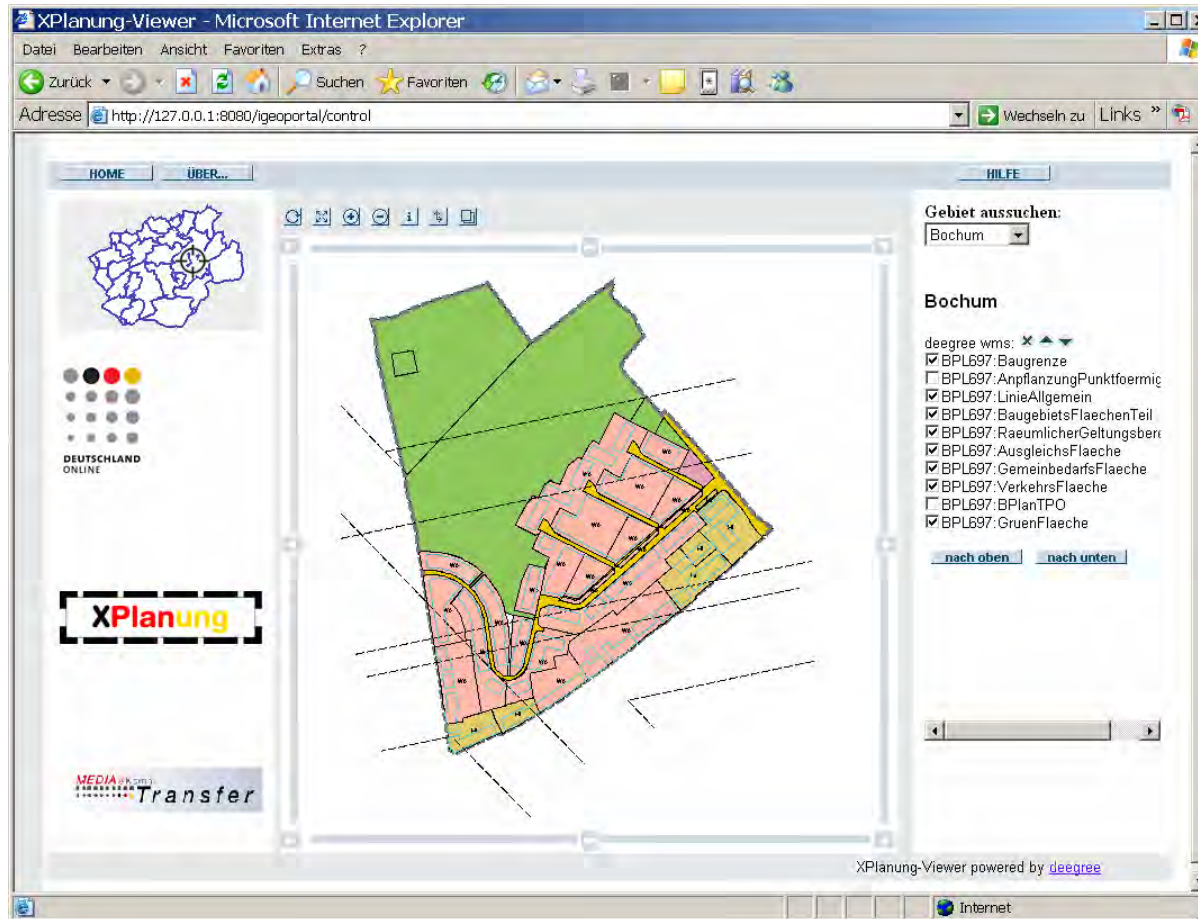 XPlanung-Viewer - Microsoft Internet Explorer
Datei Bearbeiten Ansicht Favoriten Extras ?
Zurück Suchen Favoriten
Adresse http://127.0.0.1:8080/igeoportal/control Wechseln zu Links »
HOME ÜBER... HILFE
Gebiet aussuchen:
Bochum
Bochum
deegree wms:
BPL697:Baugrenze
BPL697:AnpflanzungPunktfoermig
BPL697:LinieAllgemein
BPL697:BaugebietsFlaechenTeil
BPL697:RaeumlicherGeltungsbere
BPL697:AusgleichsFlaeche
BPL697:GemeinbedarfsFlaeche
BPL697:VerkehrsFlaeche
BPL697:BPlanTPO
BPL697:GruenFlaeche
nach oben nach unten
DEUTSCHLAND
ONLINE
XPlanung
MEDIA@Komm
Transfer
XPlanung-Viewer powered by deegree
Internet